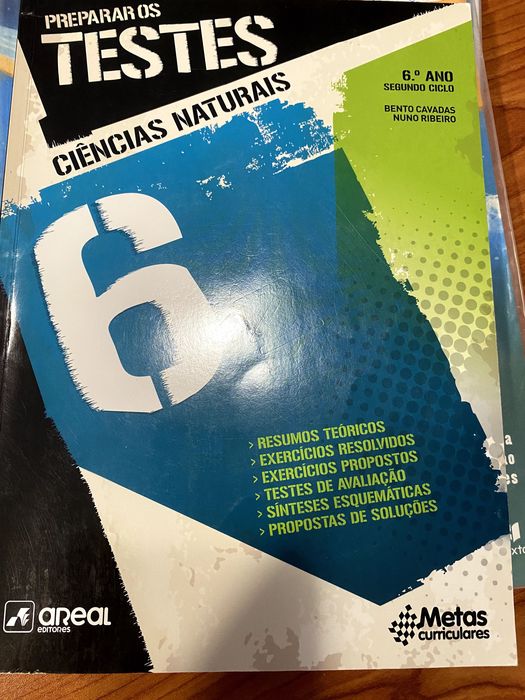 PREPARAR OS
TESTES
CIÊNCIAS NATURAIS
6.º ANO
SEGUNDO CICLO
BENTO CAVADAS
NUNO RIBEIRO
6
> RESUMOS TEÓRICOS
> EXERCÍCIOS RESOLVIDOS
> EXERCÍCIOS PROPOSTOS
> TESTES DE AVALIAÇÃO
> SÍNTESES ESQUEMÁTICAS
> PROPOSTAS DE SOLUÇÕES
areal
EDITORES
Metas
curriculares